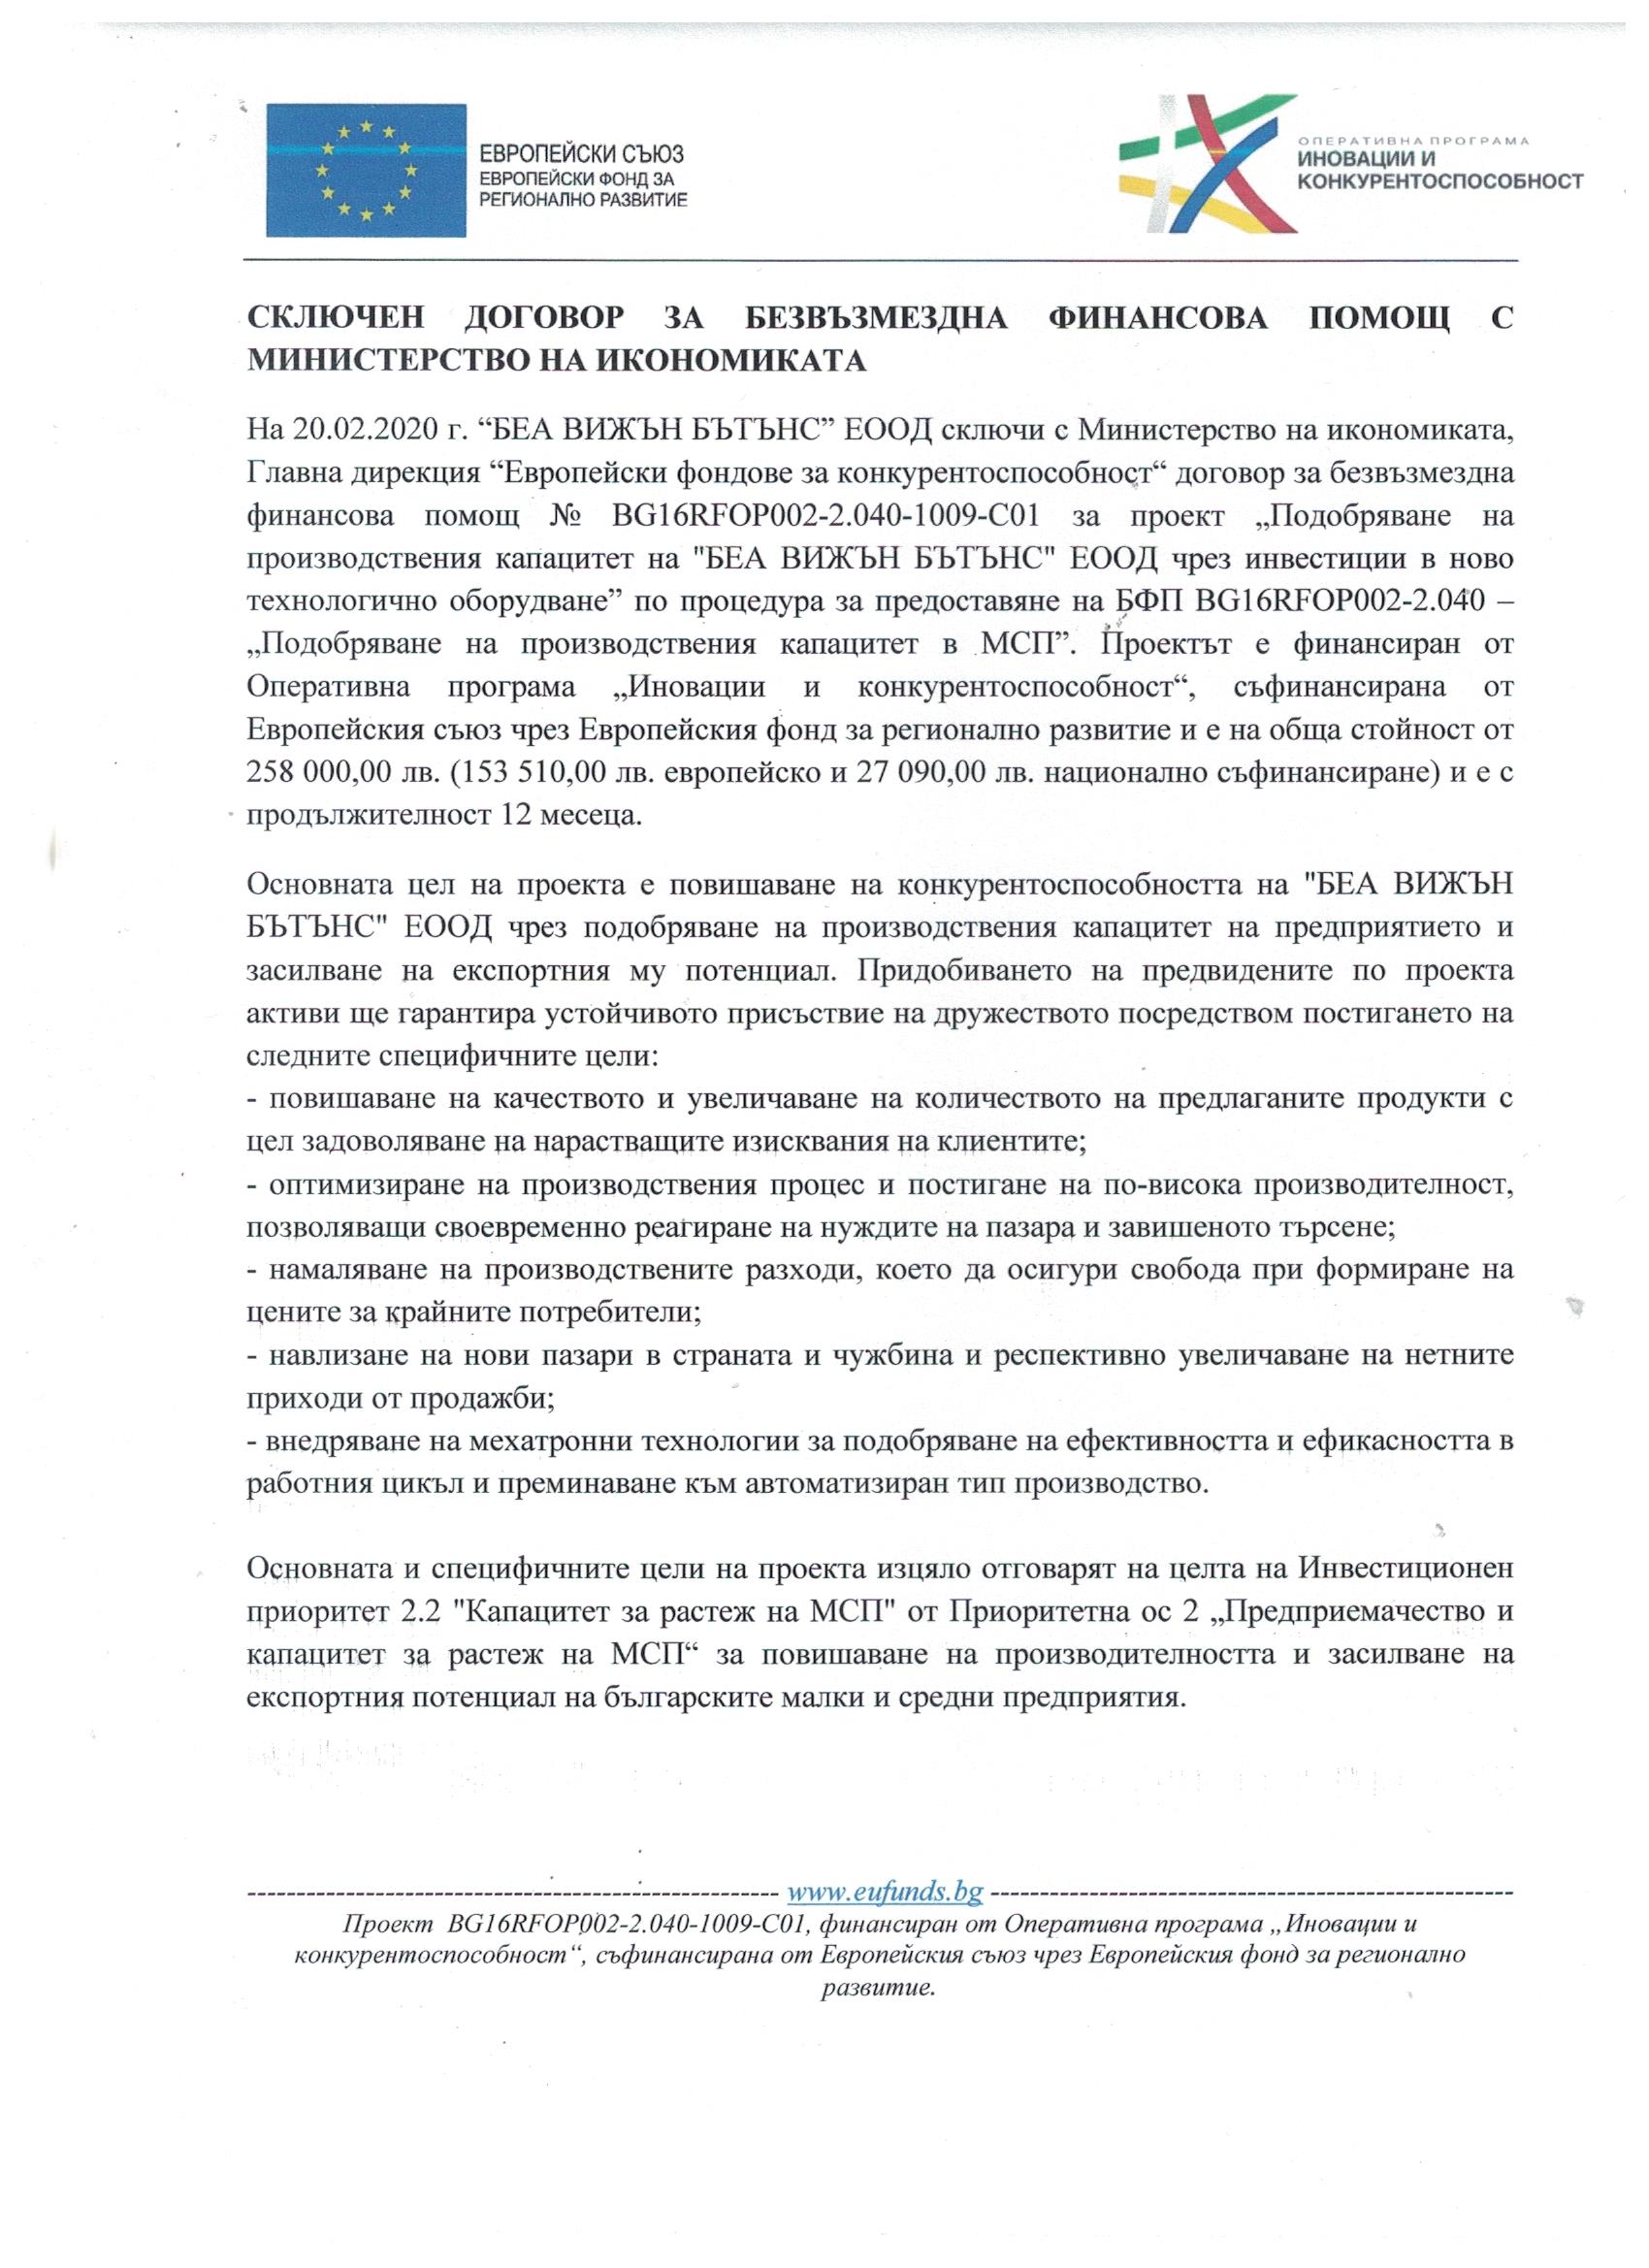 ЕВРОПЕЙСКИ СЪЮЗ
ЕВРОПЕЙСКИ ФОНД ЗА
РЕГИОНАЛНО РАЗВИТИЕ
ОПЕРАТИВНА ПРОГРАМА
ИНОВАЦИИ И
КОНКУРЕНТОСПОСОБНОСТ
СКЛЮЧЕН ДОГОВОР ЗА БЕЗВЪЗМЕЗДНА ФИНАНСОВА ПОМОЩ С
МИНИСТЕРСТВО НА ИКОНОМИКАТА
На 20.02.2020 г. “БЕА ВИЖЪН БЪТЪНС” ЕООД сключи с Министерство на икономиката,
Главна дирекция “Европейски фондове за конкурентоспособност“ договор за безвъзмездна
финансова помощ № BG16RFOP002-2.040-1009-C01 за проект „Подобряване на
производствения капацитет на "БЕА ВИЖЪН БЪТЪНС" ЕООД чрез инвестиции в ново
технологично оборудване” по процедура за предоставяне на БФП BG16RFOP002-2.040 –
„Подобряване на производствения капацитет в МСП”. Проектът е финансиран от
Оперативна програма „Иновации и конкурентоспособност“, съфинансирана от
Европейския съюз чрез Европейския фонд за регионално развитие и е на обща стойност от
258 000,00 лв. (153 510,00 лв. европейско и 27 090,00 лв. национално съфинансиране) и е с
продължителност 12 месеца.
Основната цел на проекта е повишаване на конкурентоспособността на "БЕА ВИЖЪН
БЪТЪНС" ЕООД чрез подобряване на производствения капацитет на предприятието и
засилване на експортния му потенциал. Придобиването на предвидените по проекта
активи ще гарантира устойчивото присъствие на дружеството посредством постигането на
следните специфичните цели:
- повишаване на качеството и увеличаване на количеството на предлаганите продукти с
цел задоволяване на нарастващите изисквания на клиентите;
- оптимизиране на производствения процес и постигане на по-висока производителност,
позволяващи своевременно реагиране на нуждите на пазара и завишеното търсене;
- намаляване на производствените разходи, което да осигури свобода при формиране на
цените за крайните потребители;
- навлизане на нови пазари в страната и чужбина и респективно увеличаване на нетните
приходи от продажби;
- внедряване на мехатронни технологии за подобряване на ефективността и ефикасността в
работния цикъл и преминаване към автоматизиран тип производство.
Основната и специфичните цели на проекта изцяло отговарят на целта на Инвестиционен
приоритет 2.2 "Капацитет за растеж на МСП" от Приоритетна ос 2 „Предприемачество и
капацитет за растеж на МСП“ за повишаване на производителността и засилване на
експортния потенциал на българските малки и средни предприятия.
------------------------------------------------------ www.eufunds.bg ------------------------------------------------------
Проект BG16RFOP002-2.040-1009-C01, финансиран от Оперативна програма „Иновации и
конкурентоспособност“, съфинансирана от Европейския съюз чрез Европейския фонд за регионално
развитие.